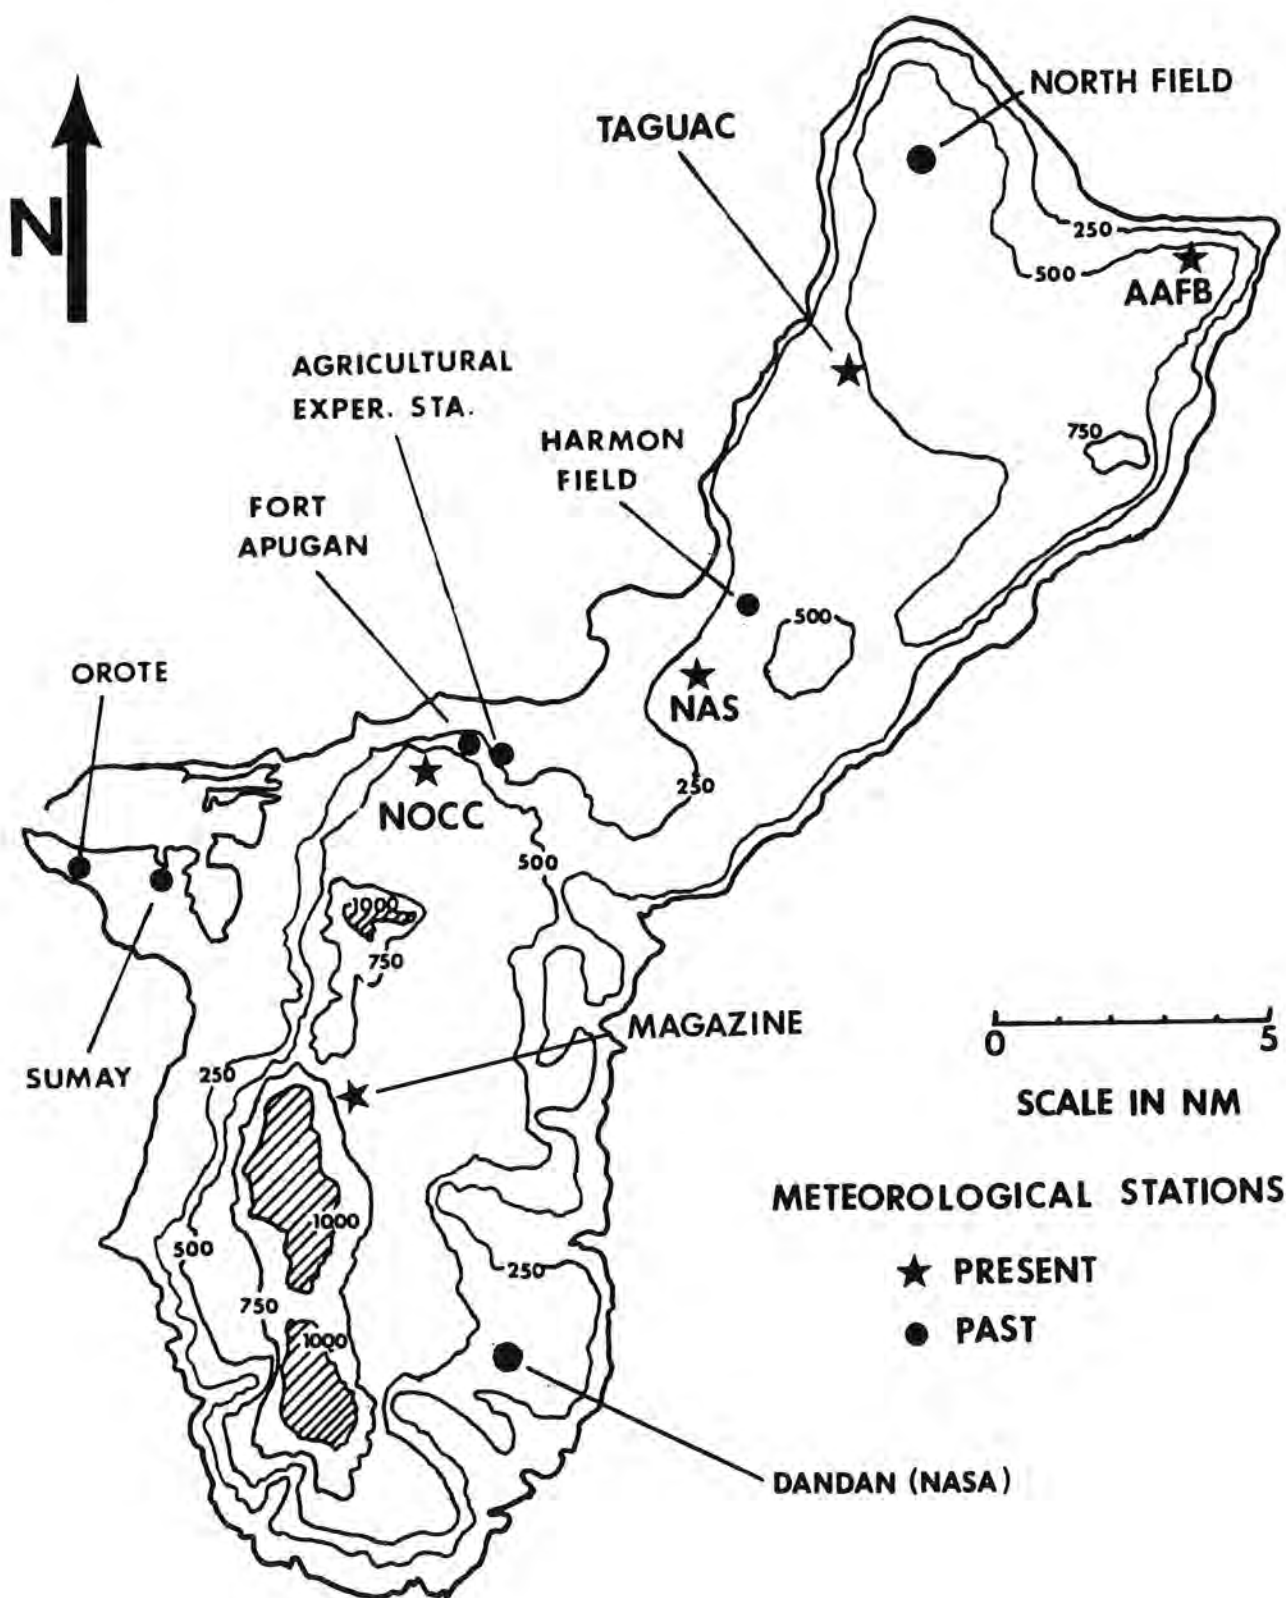 NORTH FIELD
TAGUAC
N
250
500
AAFB
AGRICULTURAL
EXPER. STA.
HARMON
FIELD
750
FORT
APUGAN
500
OROTE
NAS
250
NOCC
500
1000
750
MAGAZINE
0 5
SUMAY
250
SCALE IN NM
METEOROLOGICAL STATIONS
1000
500
250
PRESENT
750
1000
PAST
DANDAN (NASA)